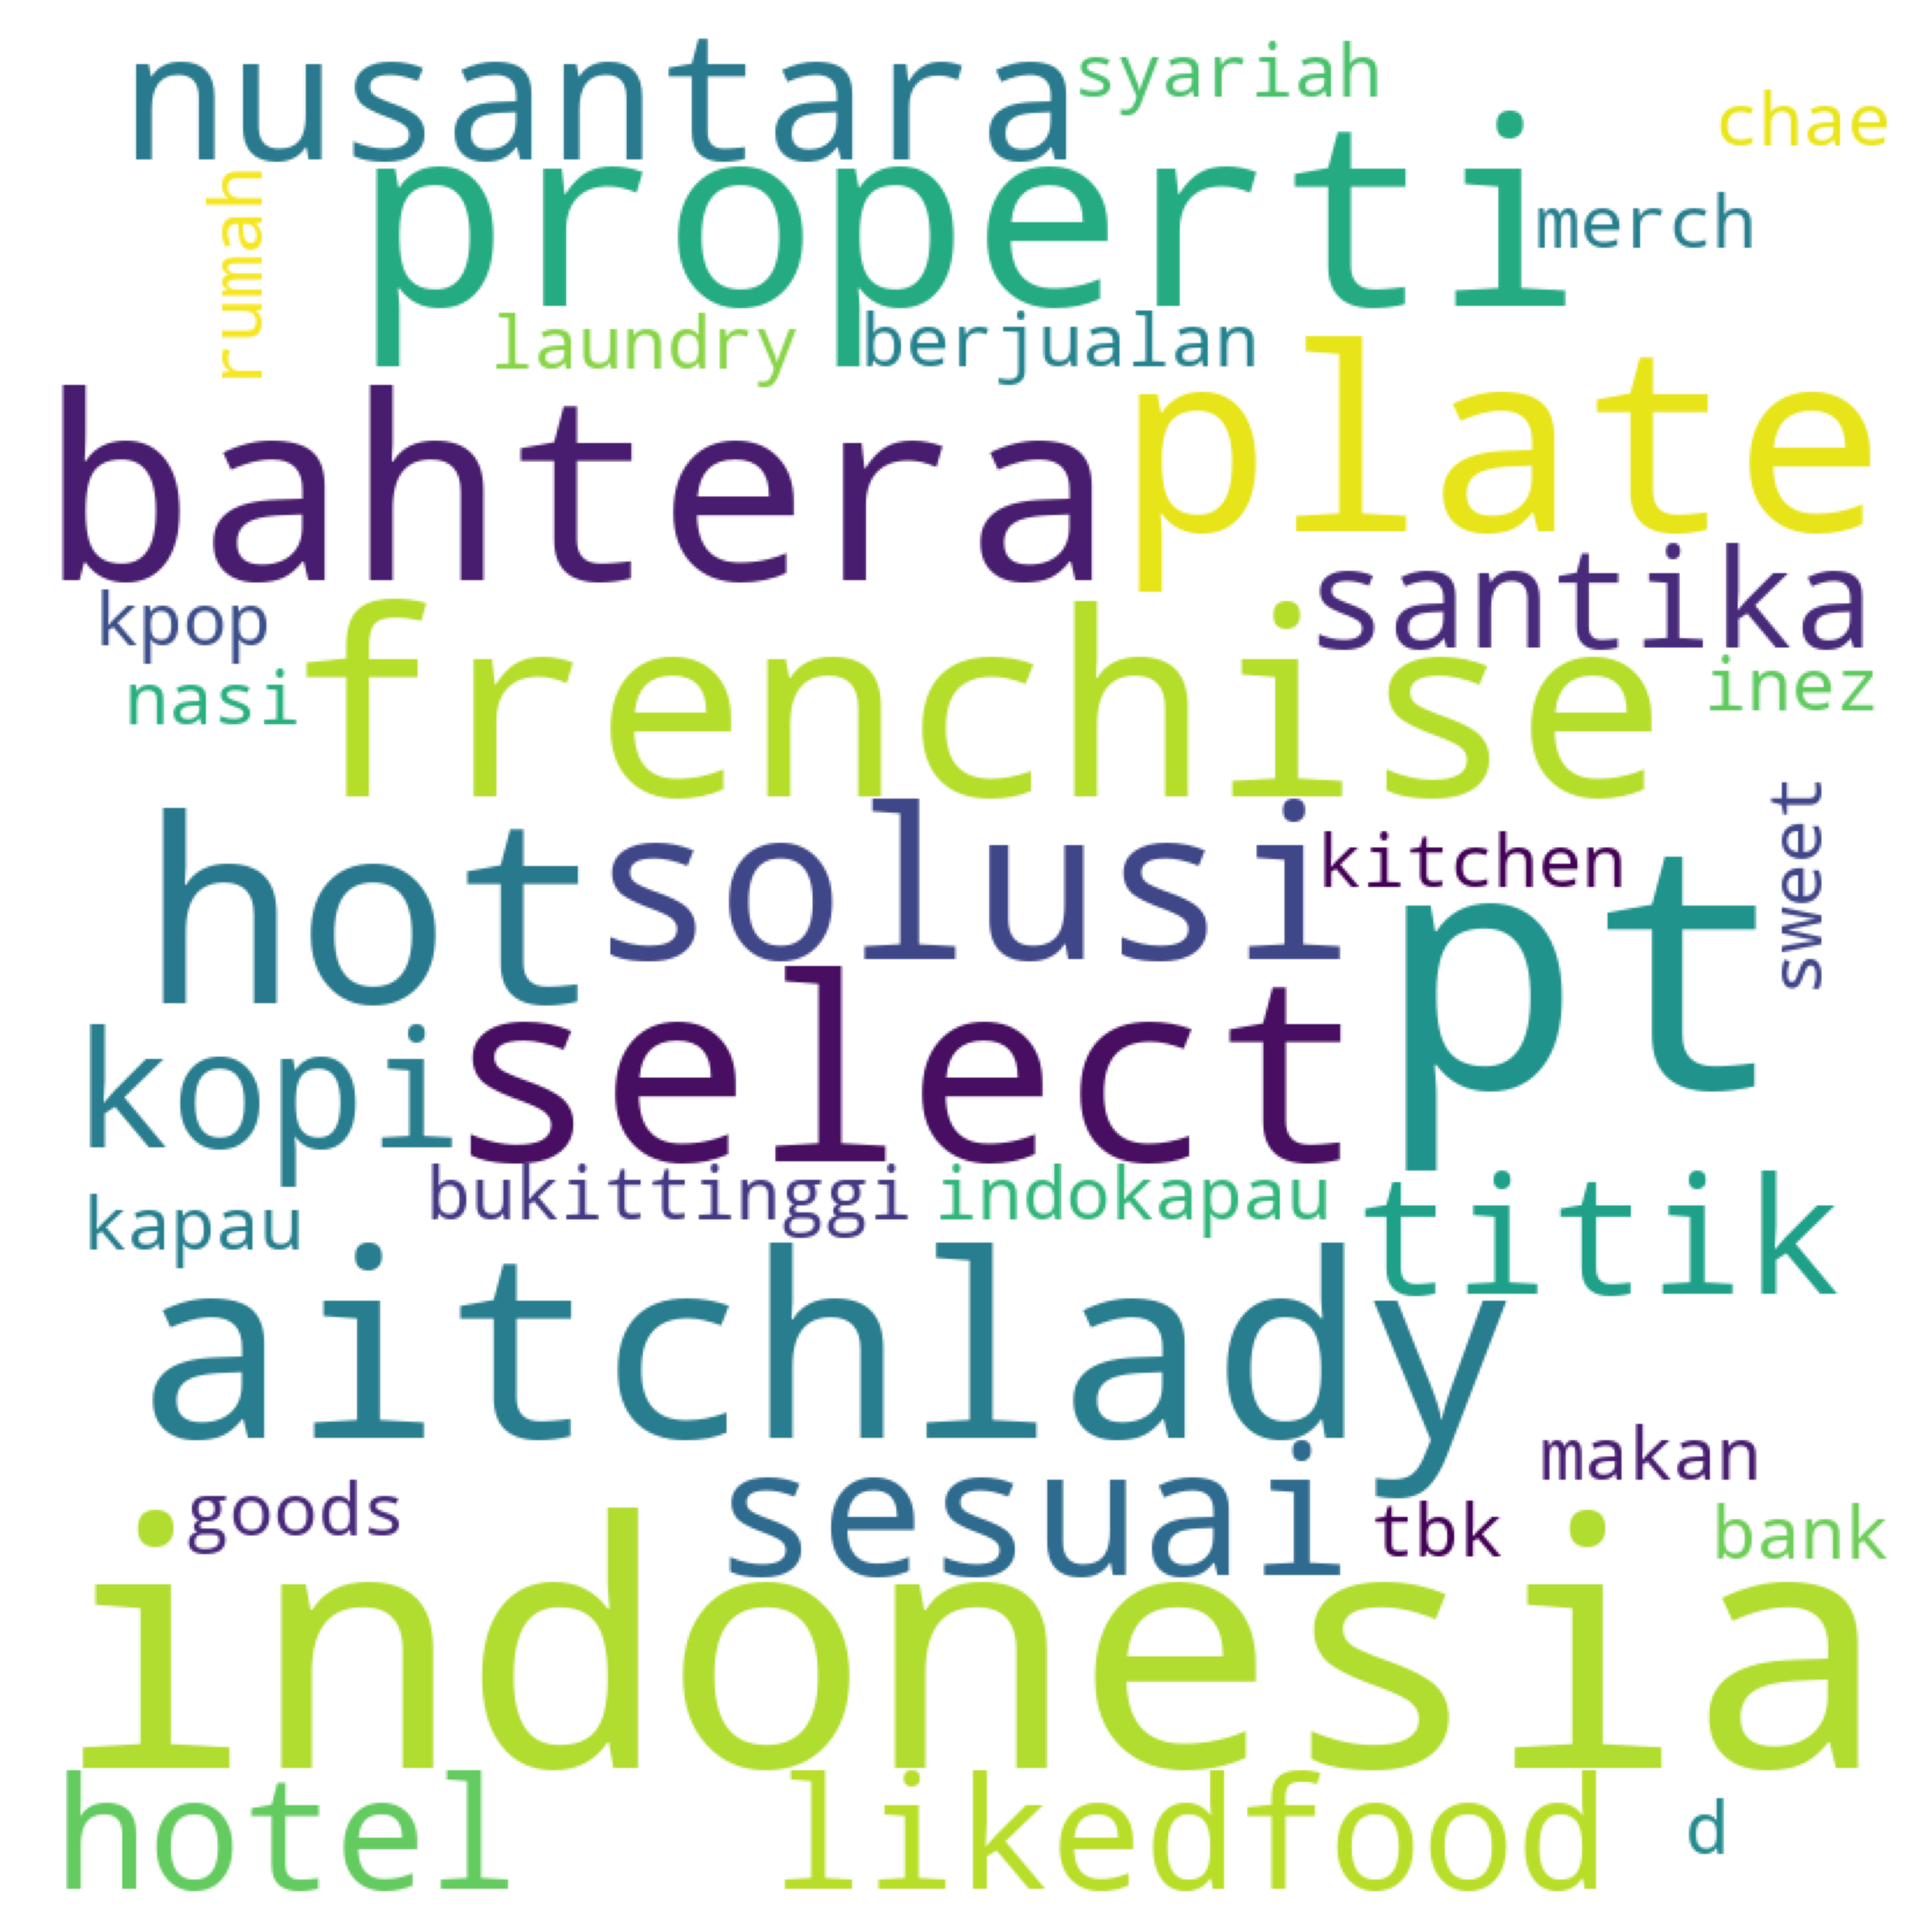 nusantara syariah
chae
rumah properti merch
laundry berjualan
bahtera plate
kpop santika
nasi frenchise inez
hot solusi kitchen sweet
pt
kopi select
bukittinggi indokapau
kapau titik
aitchlady
goods sesuai makan
tbk bank
indonesia
hotel likedfood d